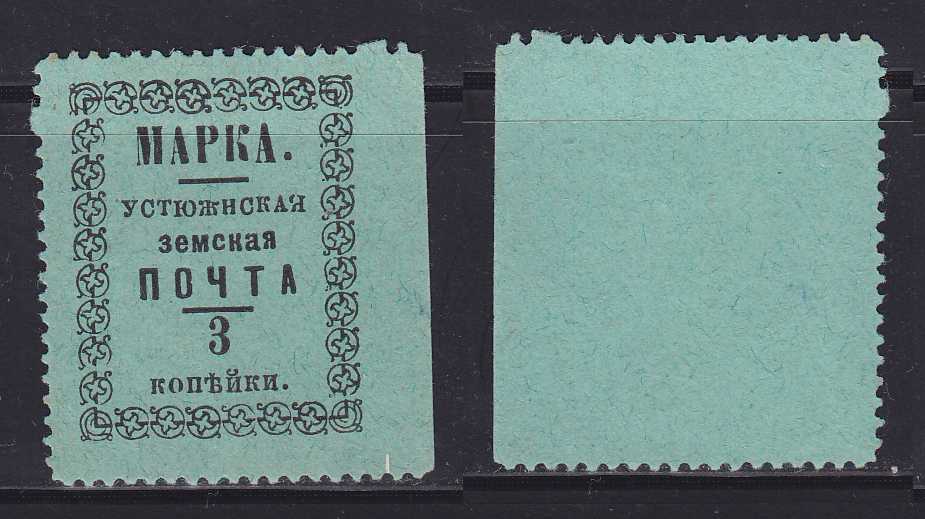 МАРКА.
УСТЮЖНСКАЯ
земская
ПОЧТА
3
КОПѢЙКИ.